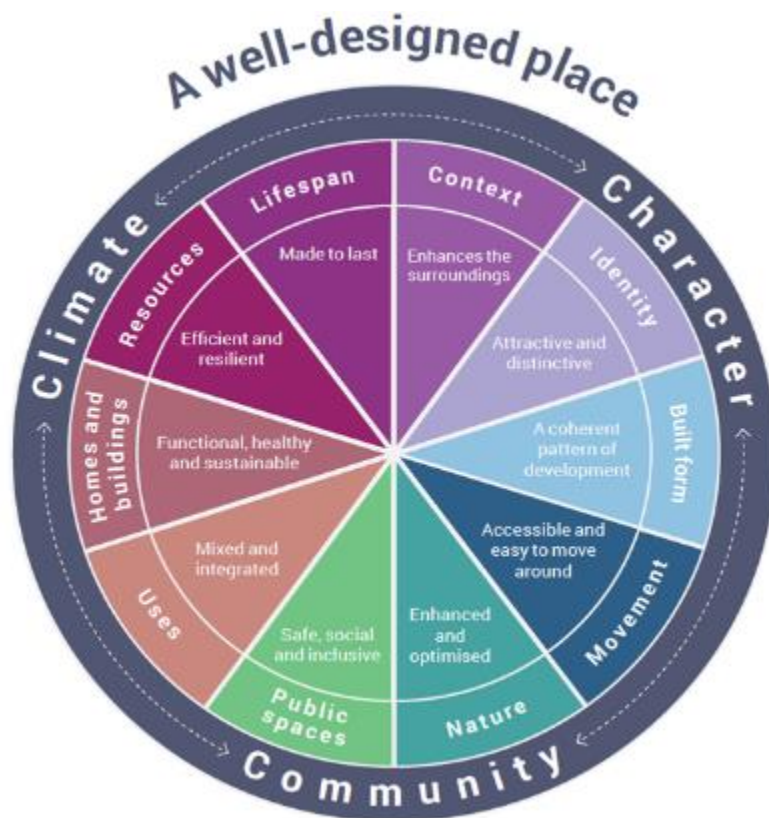 A well-designed place
Climate
Character
Community
Context
Enhances the
surroundings
Identity
Attractive and
distinctive
Built form
A coherent
pattern of
development
Movement
Accessible and
easy to move
around
Nature
Enhanced
and
optimised
Public
spaces
Safe, social
and inclusive
Uses
Mixed and
integrated
Homes and
buildings
Functional, healthy
and sustainable
Resources
Efficient and
resilient
Lifespan
Made to last